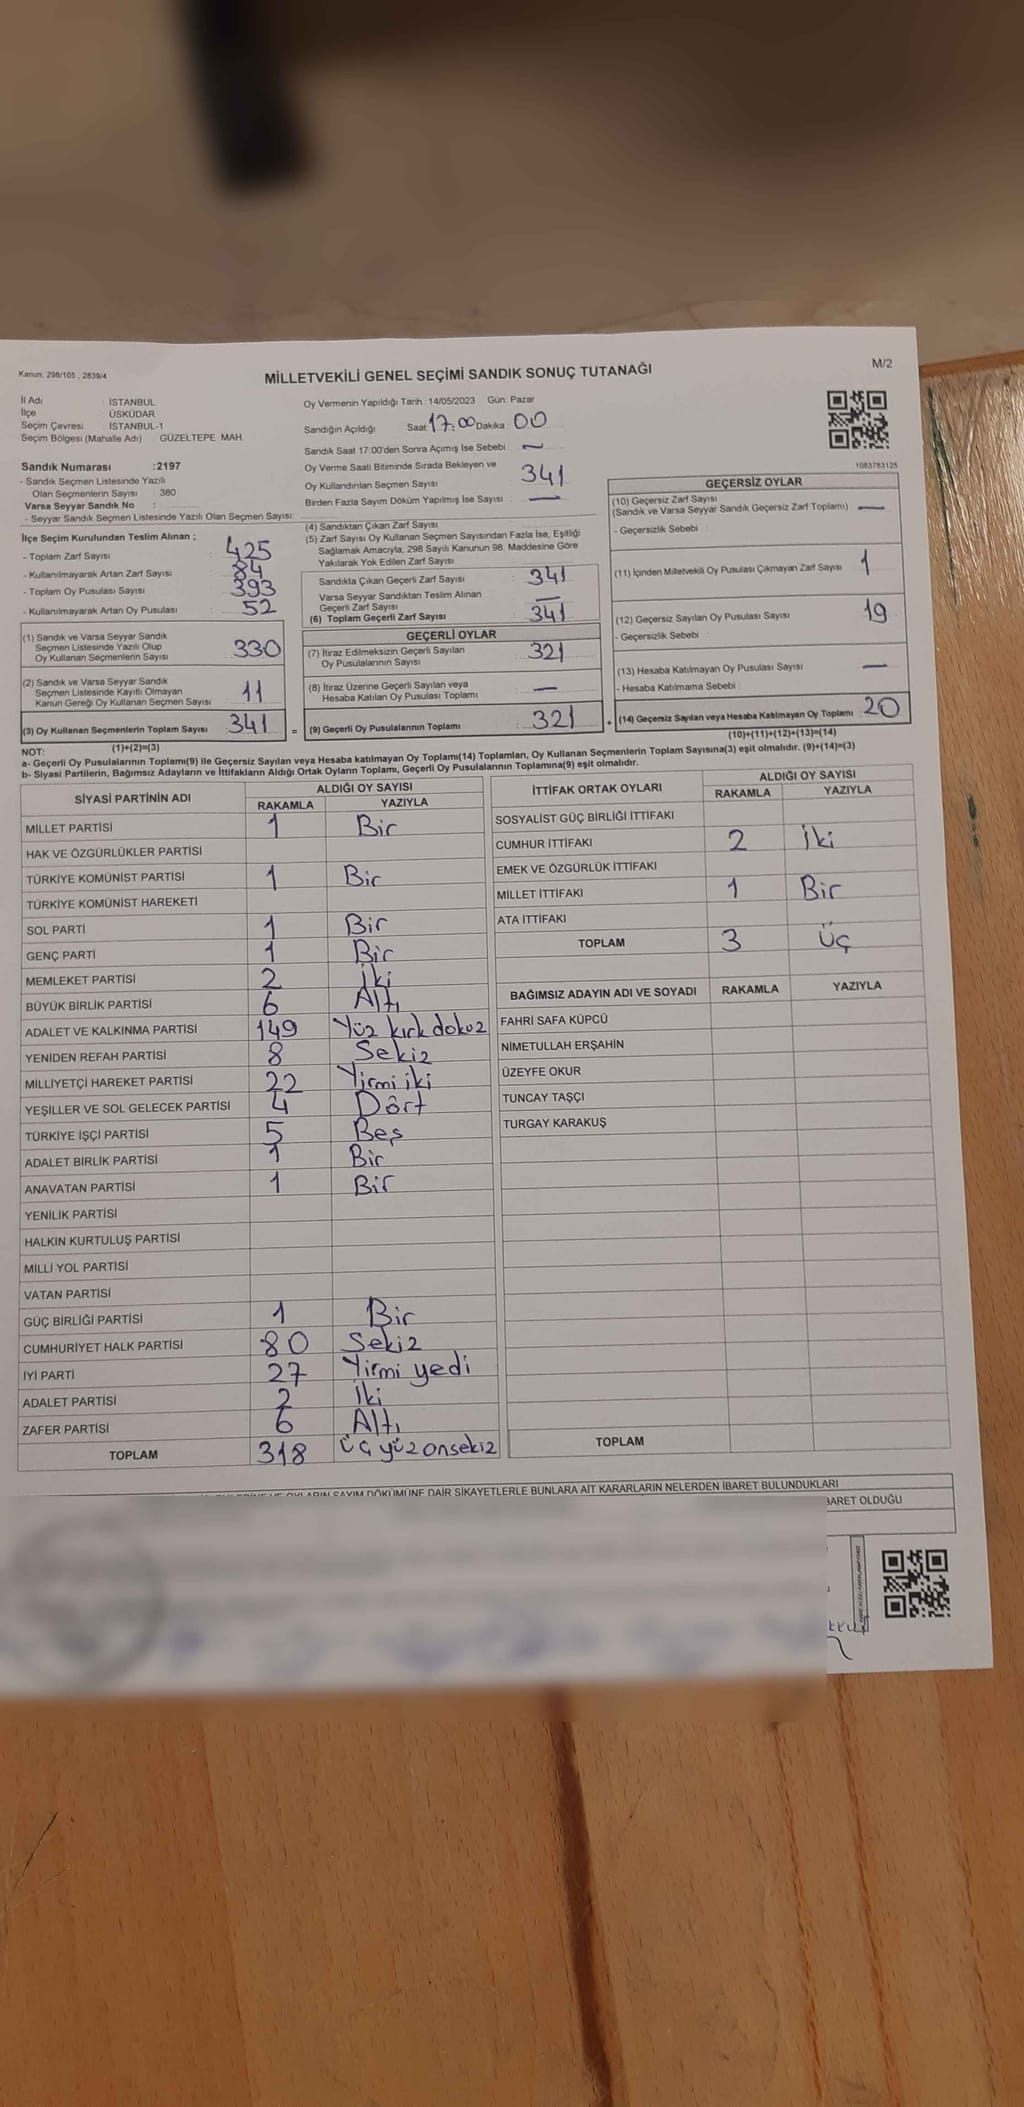 Kanun: 298/105 , 2839/4
MİLLETVEKİLİ GENEL SEÇİMİ SANDIK SONUÇ TUTANAĞI
M/2
İl Adı : İSTANBUL
İlçe : ÜSKÜDAR
Seçim Çevresi : İSTANBUL-1
Seçim Bölgesi (Mahalle Adı) GÜZELTEPE MAH.
Sandık Numarası :2197
- Sandık Seçmen Listesinde Yazılı
Olan Seçmenlerin Sayısı : 380
Varsa Seyyar Sandık No :
- Seyyar Sandık Seçmen Listesinde Yazılı Olan Seçmen Sayısı:
Oy Vermenin Yapıldığı Tarih :14/05/2023 Gün: Pazar
Sandığın Açıldığı Saat 17:00 Dakika 00
Sandık Saat 17:00'den Sonra Açımış İse Sebebi : —
Oy Verme Saati Bitiminde Sırada Bekleyen ve
Oy Kullandırılan Seçmen Sayısı : 341
Birden Fazla Sayım Döküm Yapılmış İse Sayısı : —
1083783125
İlçe Seçim Kurulundan Teslim Alınan ;
- Toplam Zarf Sayısı : 425
- Kullanılmayarak Artan Zarf Sayısı : 84
- Toplam Oy Pusulası Sayısı : 393
- Kullanılmayarak Artan Oy Pusulası : 52
(1) Sandık ve Varsa Seyyar Sandık
Seçmen Listesinde Yazılı Olup
Oy Kullanan Seçmenlerin Sayısı : 330
(2) Sandık ve Varsa Seyyar Sandık
Seçmen Listesinde Kayıtlı Olmayan
Kanun Gereği Oy Kullanan Seçmen Sayısı : 11
(3) Oy Kullanan Seçmenlerin Toplam Sayısı : 341
(1)+(2)=(3)
(4) Sandıktan Çıkan Zarf Sayısı
(5) Zarf Sayısı Oy Kullanan Seçmen Sayısından Fazla İse, Eşitliği
Sağlamak Amacıyla; 298 Sayılı Kanunun 98. Maddesine Göre
Yakılarak Yok Edilen Zarf Sayısı
Sandıkta Çıkan Geçerli Zarf Sayısı : 341
Varsa Seyyar Sandıktan Teslim Alınan
Geçerli Zarf Sayısı : —
(6) Toplam Geçerli Zarf Sayısı : 341
GEÇERLİ OYLAR
(7) İtiraz Edilmeksizin Geçerli Sayılan
Oy Pusulalarının Sayısı : 321
(8) İtiraz Üzerine Geçerli Sayılan veya
Hesaba Katılan Oy Pusulası Toplamı : —
= (9) Geçerli Oy Pusulalarının Toplamı : 321
GEÇERSİZ OYLAR
(10) Geçersiz Zarf Sayısı
(Sandık ve Varsa Seyyar Sandık Geçersiz Zarf Toplamı) —
- Geçersizlik Sebebi :
(11) İçinden Milletvekili Oy Pusulası Çıkmayan Zarf Sayısı 1
(12) Geçersiz Sayılan Oy Pusulası Sayısı 19
- Geçersizlik Sebebi :
(13) Hesaba Katılmayan Oy Pusulası Sayısı —
- Hesaba Katılmama Sebebi :
+ (14) Geçersiz Sayılan veya Hesaba Katılmayan Oy Toplamı 20
(10)+(11)+(12)+(13)=(14)
NOT:
a- Geçerli Oy Pusulalarının Toplamı(9) ile Geçersiz Sayılan veya Hesaba katılmayan Oy Toplamı(14) Toplamları, Oy Kullanan Seçmenlerin Toplam Sayısına(3) eşit olmalıdır. (9)+(14)=(3)
b- Siyasi Partilerin, Bağımsız Adayların ve İttifakların Aldığı Ortak Oyların Toplamı, Geçerli Oy Pusulalarının Toplamına(9) eşit olmalıdır.
SİYASİ PARTİNİN ADI ALDIĞI OY SAYISI
RAKAMLA YAZIYLA
MİLLET PARTİSİ 1 Bir
HAK VE ÖZGÜRLÜKLER PARTİSİ
TÜRKİYE KOMÜNİST PARTİSİ 1 Bir
TÜRKİYE KOMÜNİST HAREKETİ
SOL PARTİ 1 Bir
GENÇ PARTİ 1 Bir
MEMLEKET PARTİSİ 2 İki
BÜYÜK BİRLİK PARTİSİ 6 Altı
ADALET VE KALKINMA PARTİSİ 149 Yüz kırk dokuz
YENİDEN REFAH PARTİSİ 8 Sekiz
MİLLİYETÇİ HAREKET PARTİSİ 22 Yirmi iki
YEŞİLLER VE SOL GELECEK PARTİSİ 4 Dört
TÜRKİYE İŞÇİ PARTİSİ 5 Beş
ADALET BİRLİK PARTİSİ 1 Bir
ANAVATAN PARTİSİ 1 Bir
YENİLİK PARTİSİ
HALKIN KURTULUŞ PARTİSİ
MİLLİ YOL PARTİSİ
VATAN PARTİSİ
GÜÇ BİRLİĞİ PARTİSİ 1 Bir
CUMHURİYET HALK PARTİSİ 80 Sekiz
İYİ PARTİ 27 Yirmi yedi
ADALET PARTİSİ 2 İki
ZAFER PARTİSİ 6 Altı
TOPLAM 318 üç yüz onsekiz
İTTİFAK ORTAK OYLARI ALDIĞI OY SAYISI
RAKAMLA YAZIYLA
SOSYALİST GÜÇ BİRLİĞİ İTTİFAKI
CUMHUR İTTİFAKI 2 İki
EMEK VE ÖZGÜRLÜK İTTİFAKI
MİLLET İTTİFAKI 1 Bir
ATA İTTİFAKI
TOPLAM 3 Üç
BAĞIMSIZ ADAYIN ADI VE SOYADI RAKAMLA YAZIYLA
FAHRİ SAFA KÜPCÜ
NİMETULLAH ERŞAHİN
ÜZEYFE OKUR
TUNCAY TAŞÇI
TURGAY KARAKUŞ
TOPLAM
OYLARIN SAYIM DÖKÜMÜNE DAİR ŞİKAYETLERLE BUNLARA AİT KARARLARIN NELERDEN İBARET BULUNDUKLARI
BARET OLDUĞU